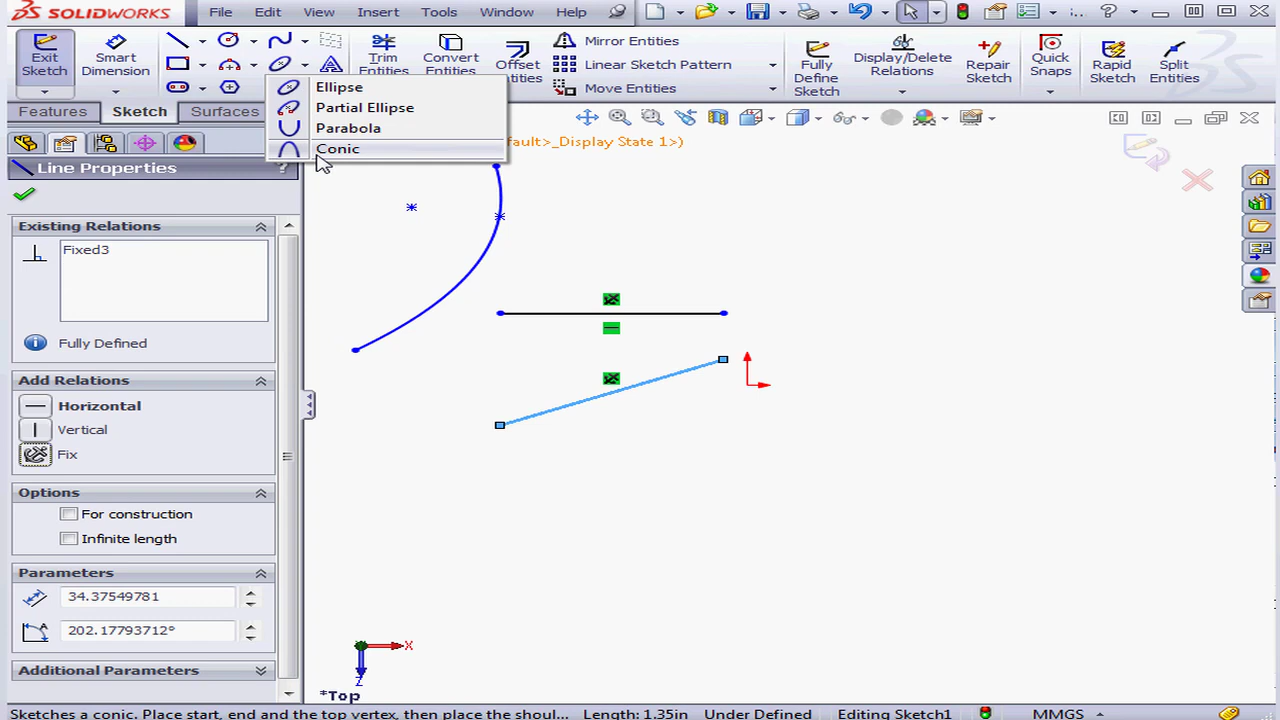 SOLIDWORKS File Edit View Insert Tools Window Help
Exit Sketch
Smart Dimension
Trim Entities
Convert Entities
Offset Entities
Mirror Entities
Linear Sketch Pattern
Move Entities
Fully Define Sketch
Display/Delete Relations
Repair Sketch
Quick Snaps
Rapid Sketch
Split Entities
Features Sketch Surfaces
Ellipse
Partial Ellipse
Parabola
Conic
fault>_Display State 1>)
Line Properties
Existing Relations
Fixed3
Fully Defined
Add Relations
Horizontal
Vertical
Fix
Options
For construction
Infinite length
Parameters
34.37549781
202.17793712°
Additional Parameters
X
Z
*Top
Sketches a conic. Place start, end and the top vertex, then place the shoul... Length: 1.35in Under Defined Editing Sketch1 MMGS